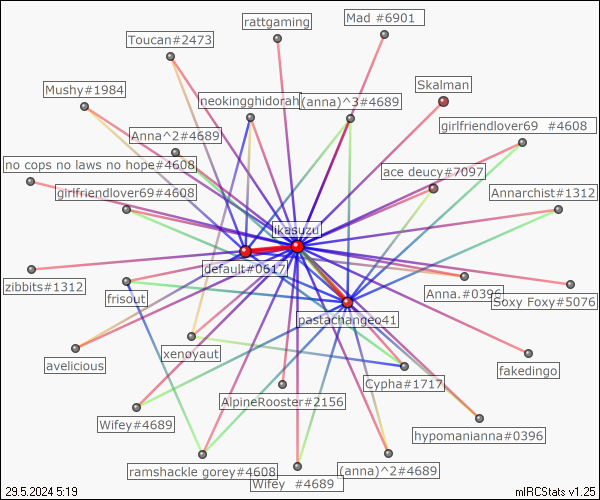 rattgaming
Mad #6901
Toucan#2473
Skalman
Mushy#1984
neokingghidorah
(anna)^3#4689
girlfriendlover69 #4608
Anna^2#4689
no cops no laws no hope#4608
ace deucy#7097
girlfriendlover69#4608
Annarchist#1312
likasuzu
default#0617
zibbits#1312
frisout
Anna.#0396
Soxy Foxy#5076
pastachangeo41
xenoyaut
avelicious
fakedingo
Cypha#1717
AlpineRooster#2156
Wifey#4689
hypomanianna#0396
ramshackle gorey#4608
(anna)^2#4689
Wifey #4689
29.5.2024 5:19
mIRCStats v1.25